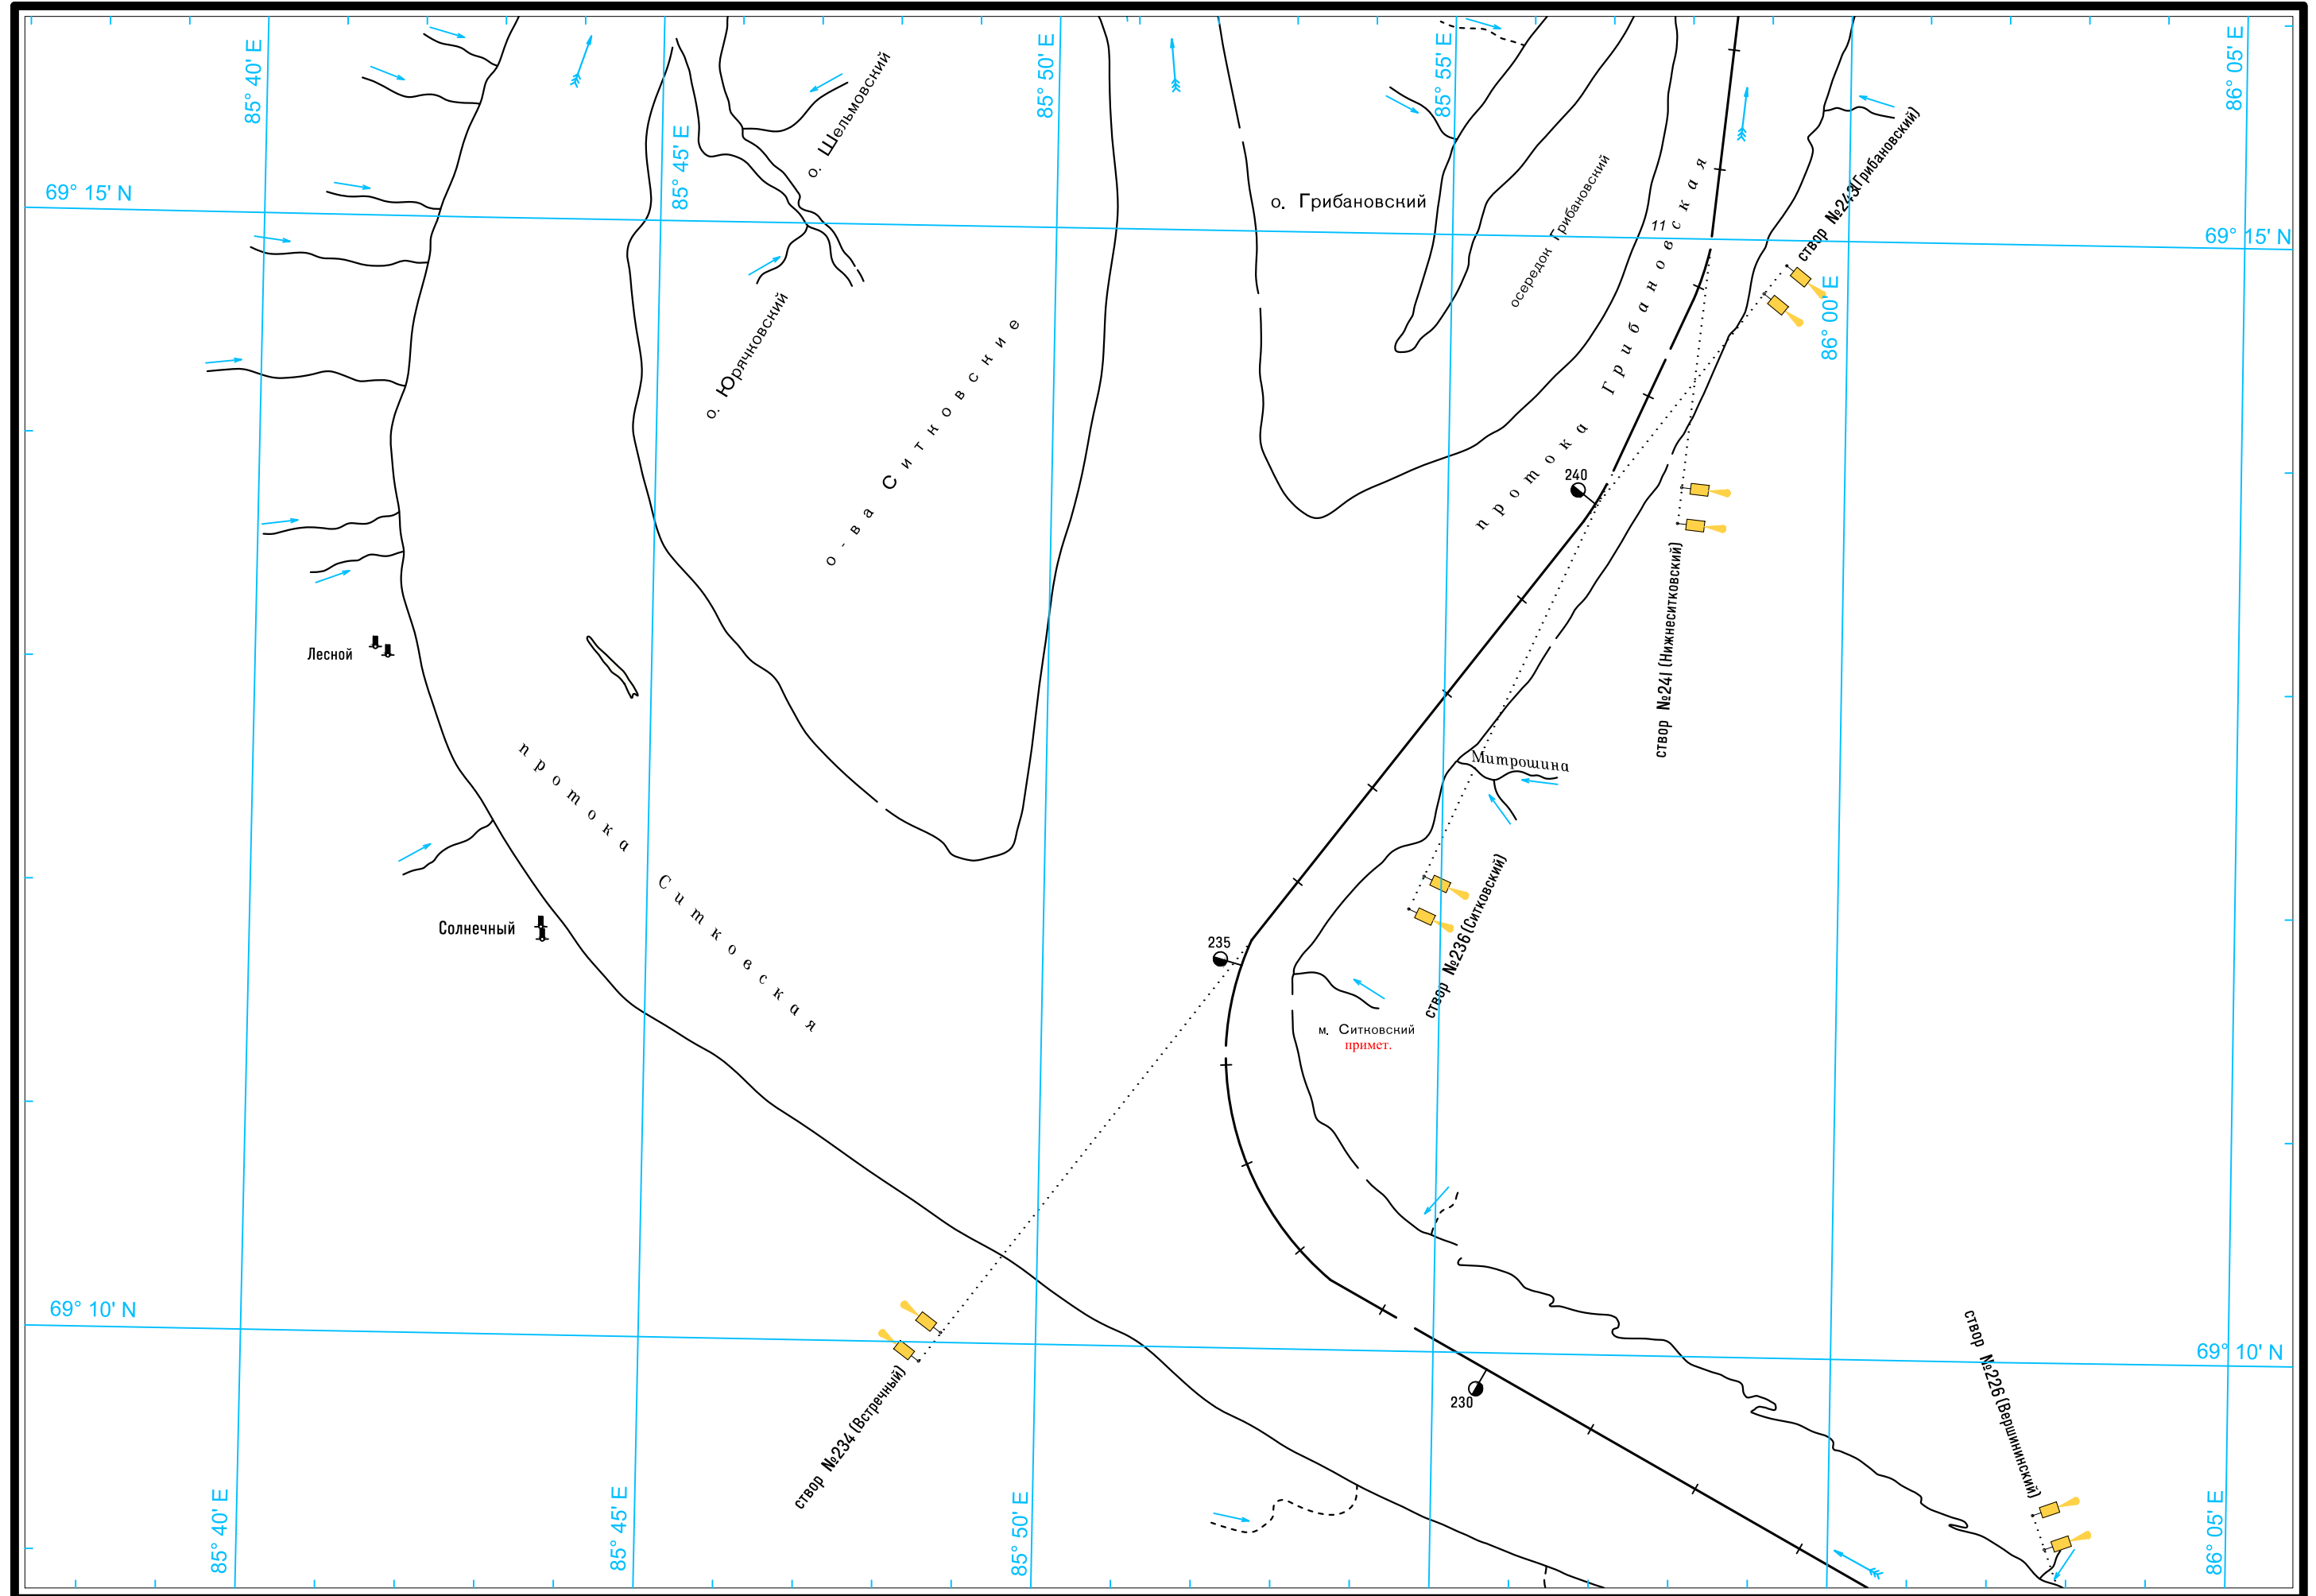 85° 40' E
85° 45' E
85° 50' E
85° 55' E
86° 00' E
86° 05' E
о. Шельмовский
створ №243(Грибановский)
69° 15' N
о. Грибановский
осередок Грибановский
11
69° 15' N
протока Грибановская
о. Юрячковский
о-ва Ситковские
240
створ №241 (Нижнеситковский)
Лесной
Митрошина
протока Ситковская
Солнечный
235
створ №236(Ситковский)
м. Ситковский
примет.
69° 10' N
69° 10' N
230
створ №234(Встречный)
створ №226(Вершининский)
85° 40' E
85° 45' E
85° 50' E
86° 05' E